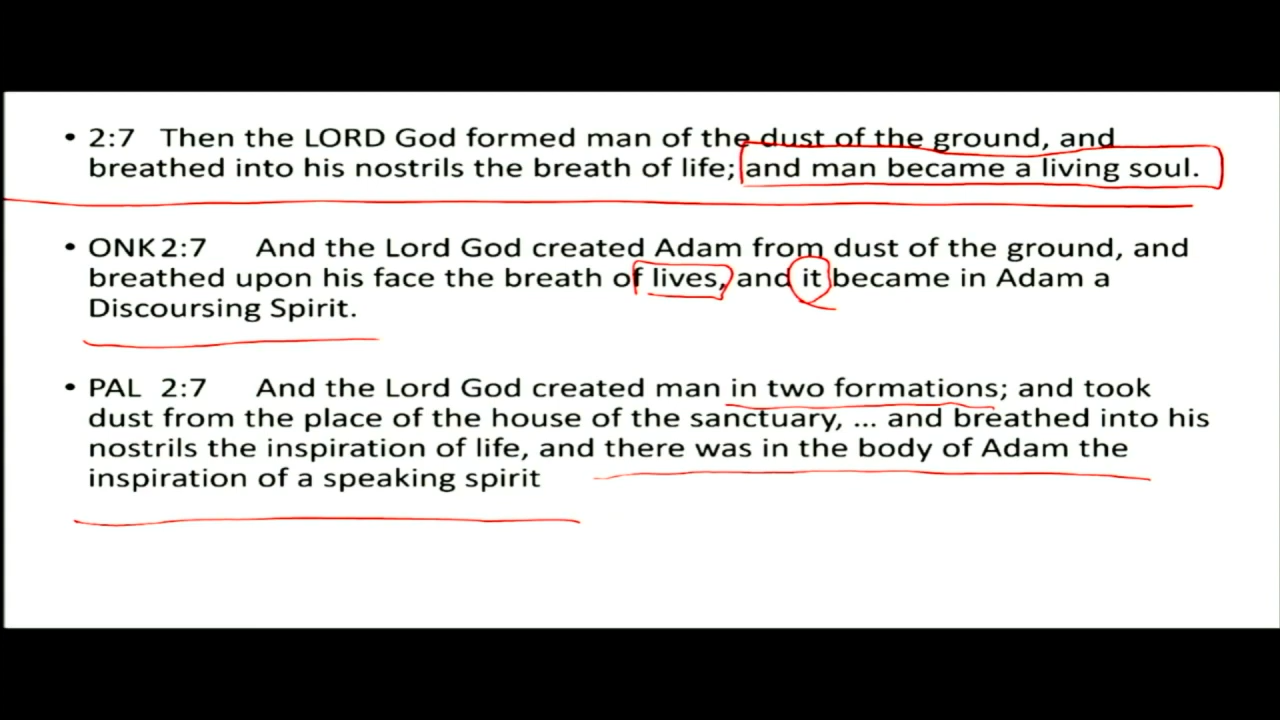 • 2:7 Then the LORD God formed man of the dust of the ground, and
breathed into his nostrils the breath of life; and man became a living soul.
• ONK 2:7 And the Lord God created Adam from dust of the ground, and
breathed upon his face the breath of lives, and it became in Adam a
Discoursing Spirit.
• PAL 2:7 And the Lord God created man in two formations; and took
dust from the place of the house of the sanctuary, ... and breathed into his
nostrils the inspiration of life, and there was in the body of Adam the
inspiration of a speaking spirit